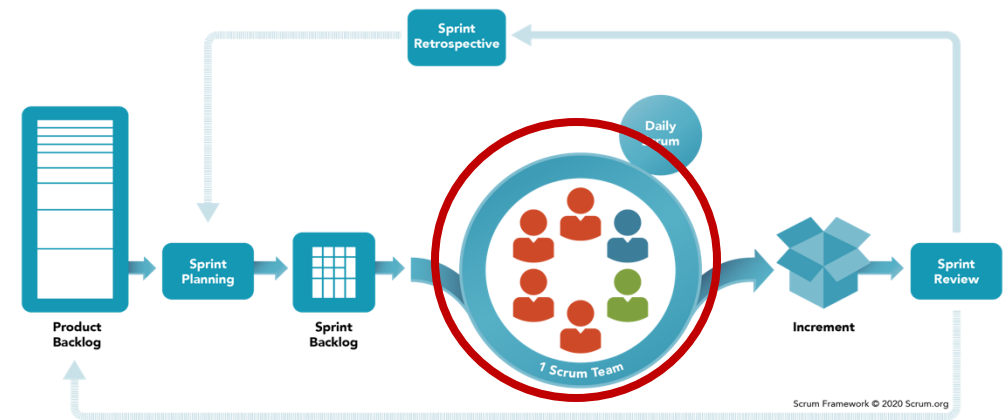 Sprint
Retrospective
Daily
Scrum
Sprint
Planning
Sprint
Review
Product
Backlog
Sprint
Backlog
1 Scrum Team
Increment
Scrum Framework © 2020 Scrum.org